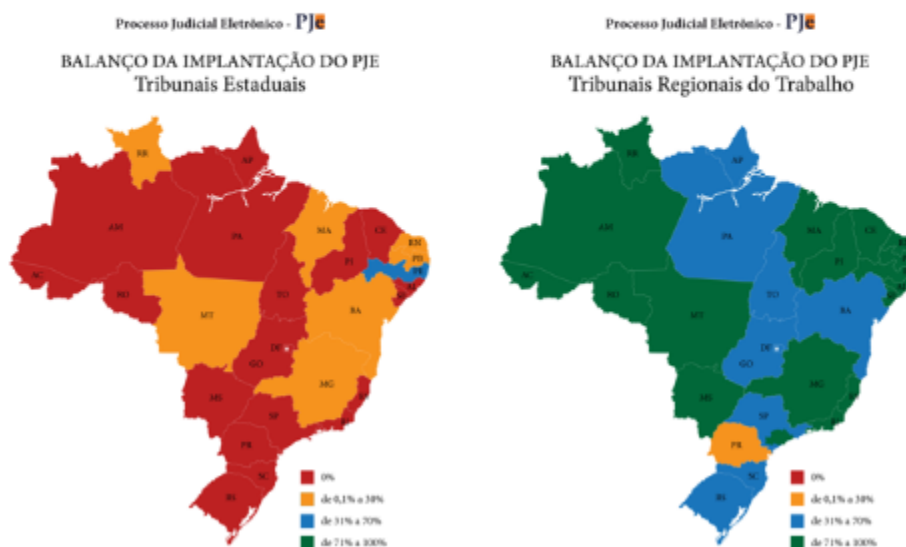 Processo Judicial Eletrônico - PJe
BALANÇO DA IMPLANTAÇÃO DO PJE
Tribunais Estaduais
RR
AP
AM
PA
MA
CE
RN
PB
PE
PI
AC
RO
TO
BA
MT
DF
GO
MG
MS
SP
PR
SC
RS
0%
de 0,1% a 30%
de 31% a 70%
de 71% a 100%
Processo Judicial Eletrônico - PJe
BALANÇO DA IMPLANTAÇÃO DO PJE
Tribunais Regionais do Trabalho
RR
AP
AM
PA
MA
CE
RN
PB
PI
AC
RO
TO
BA
MT
DF
GO
MG
MS
SP
PR
SC
RS
0%
de 0,1% a 30%
de 31% a 70%
de 71% a 100%